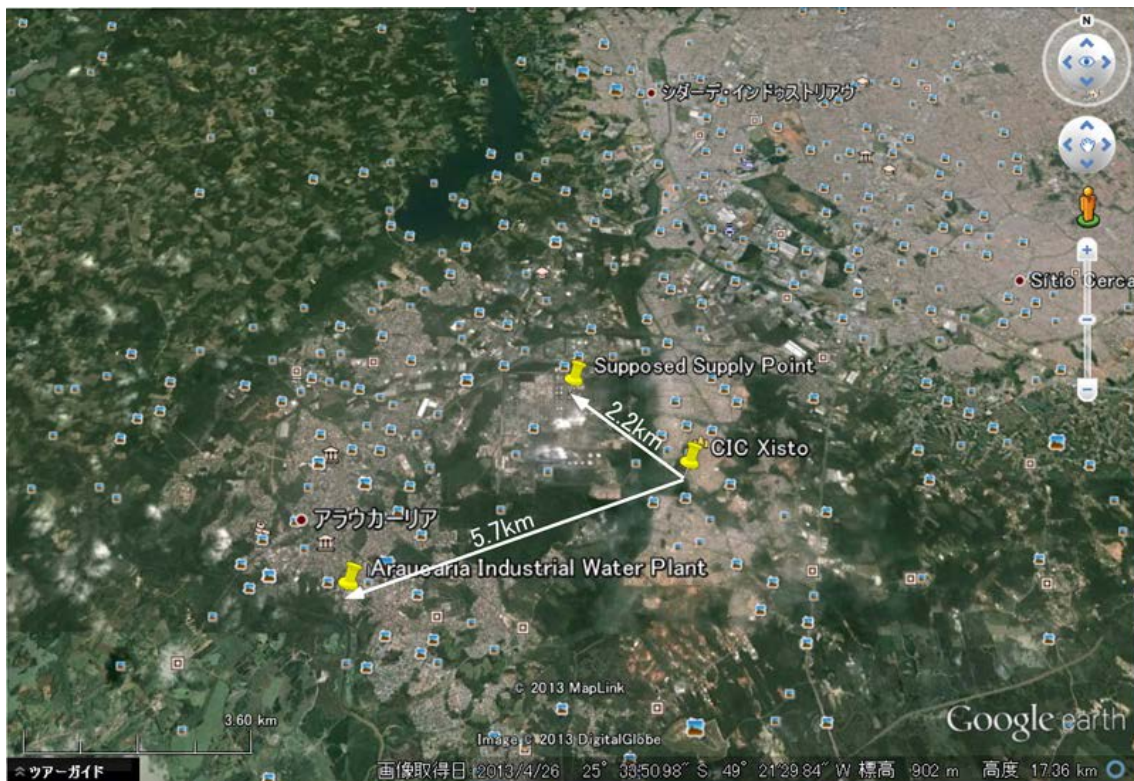 N
シダーデ・インドゥストリアウ
Sítio Cerca
Supposed Supply Point
2.2km
CIC Xisto
5.7km
アラウカーリア
Araucaria Industrial Water Plant
© 2013 MapLink
3.60 km
Google earth
Image © 2013 DigitalGlobe
ツアーガイド
画像取得日 2013/4/26 25° 33'50.98" S, 49° 21'29.84" W 標高 902 m 高度 17.36 km